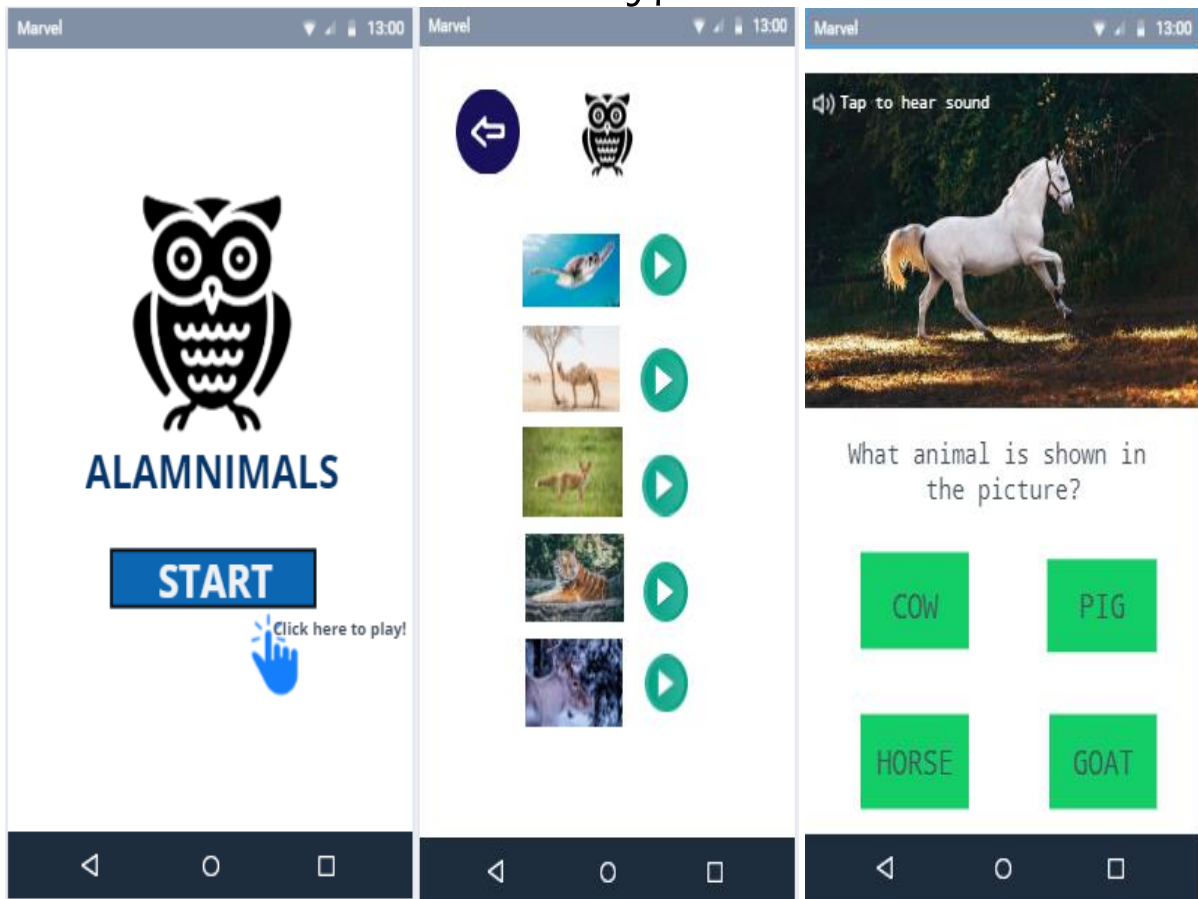 Marvel 13:00
ALAMNIMALS
START
Click here to play!
Marvel 13:00
Marvel 13:00
Tap to hear sound
What animal is shown in
the picture?
COW PIG
HORSE GOAT